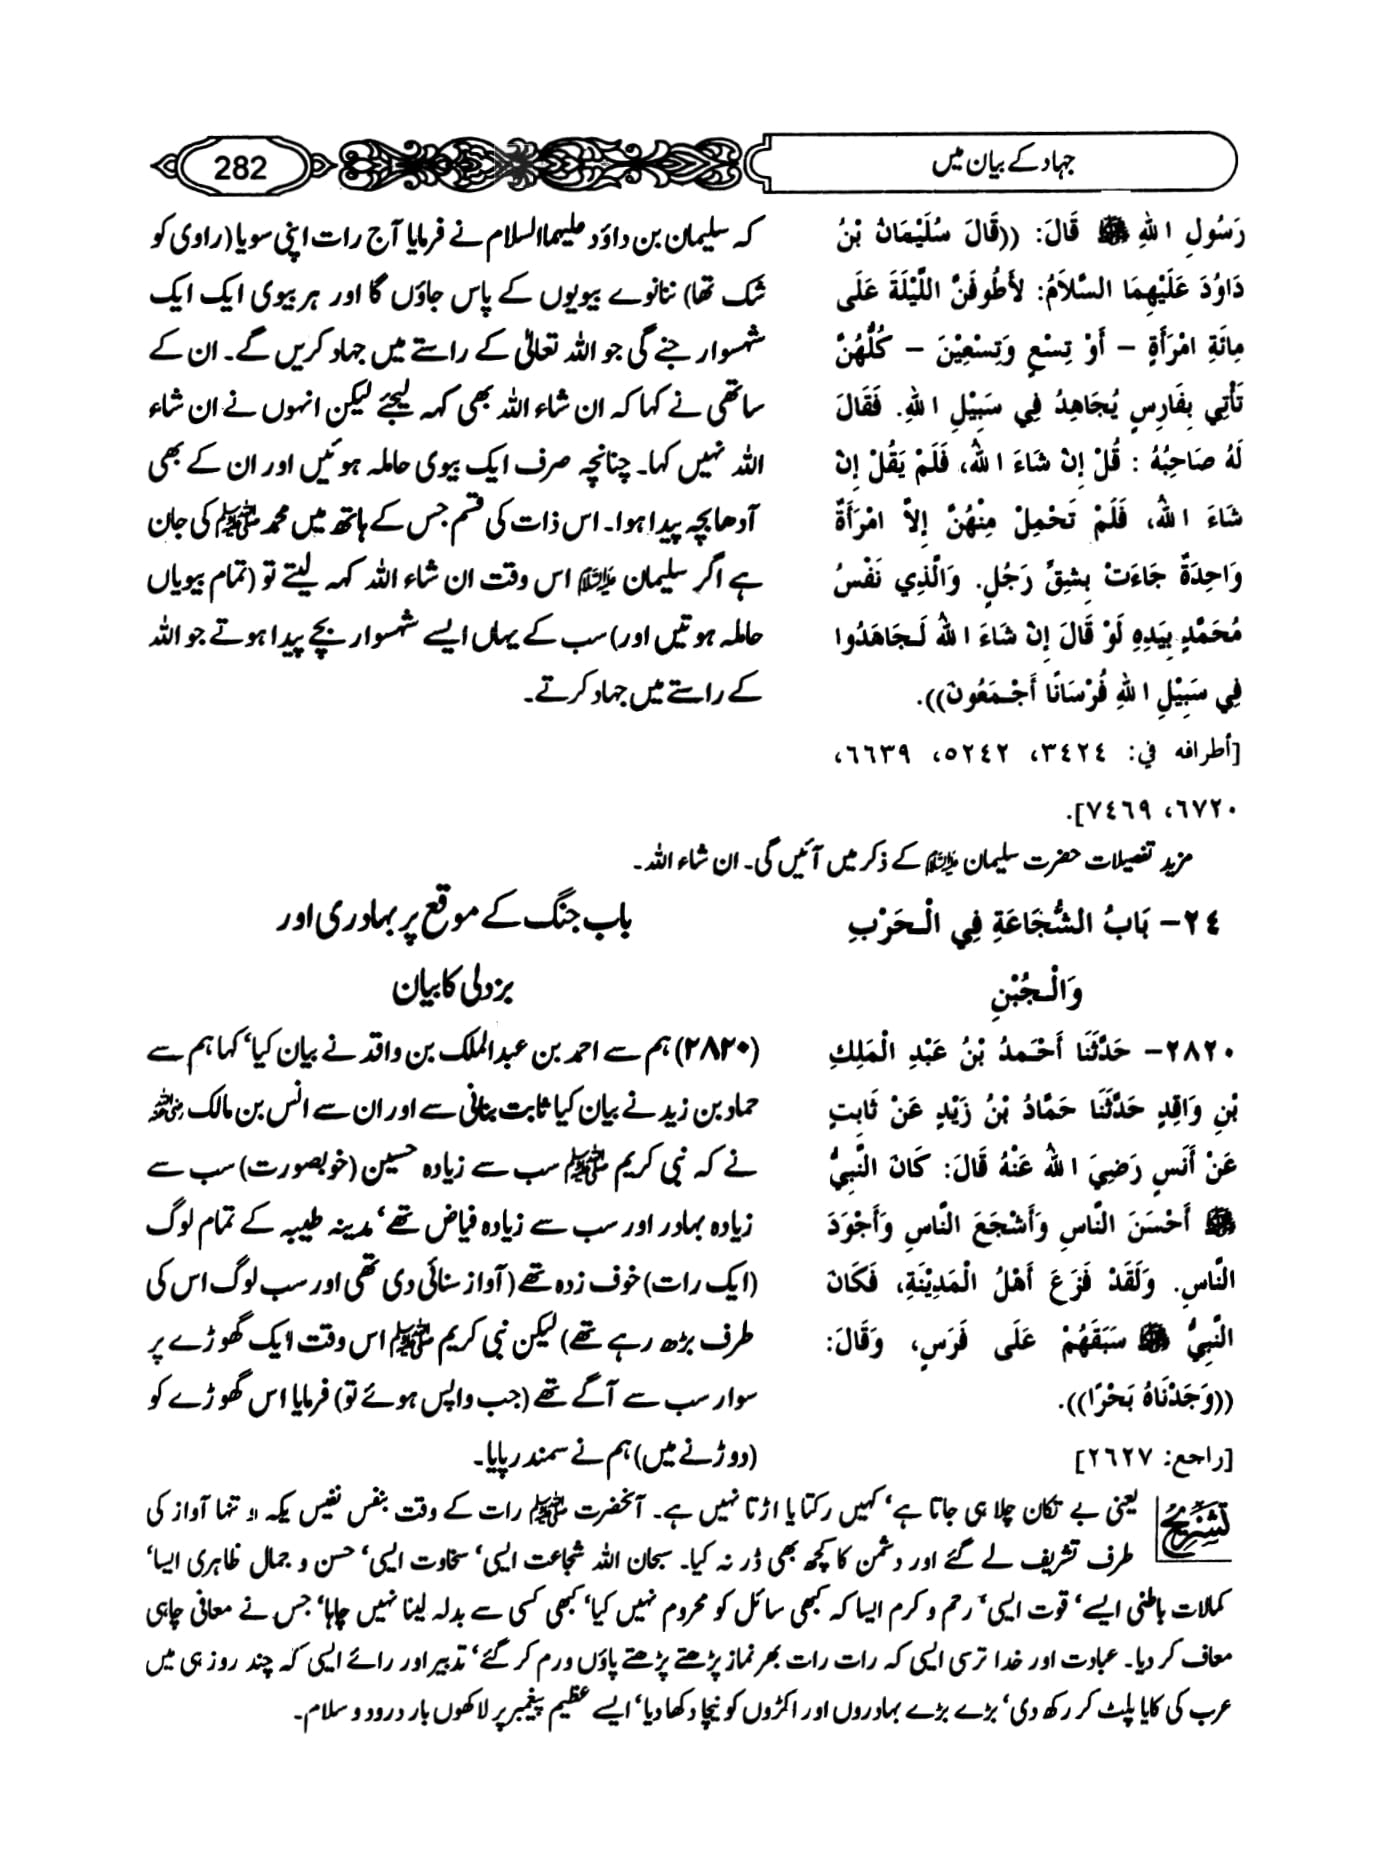 جہاد کے بیان میں
282
رَسُولِ اللهِ ﷺ قَالَ: ((قَالَ سُلَيْمَانُ بْنُ
دَاوُدَ عَلَيْهِمَا السَّلاَمُ: لأَطُوفَنَّ اللَّيْلَةَ عَلَى
مِائَةِ امْرَأَةٍ – أَوْ تِسْعٍ وَتِسْعِيْنَ – كُلُّهُنَّ
تَأْتِي بِفَارِسٍ يُجَاهِدُ فِي سَبِيْلِ اللهِ. فَقَالَ
لَهُ صَاحِبُهُ : قُلْ إِنْ شَاءَ اللهُ، فَلَمْ يَقُلْ إِنْ
شَاءَ اللهُ، فَلَمْ تَحْمِلْ مِنْهُنَّ إِلاَّ امْرَأَةٌ
وَاحِدَةٌ جَاءَتْ بِشِقِّ رَجُلٍ. وَالَّذِي نَفْسُ
مُحَمَّدٍ بِيَدِهِ لَوْ قَالَ إِنْ شَاءَ اللهُ لَجَاهَدُوا
فِي سَبِيْلِ اللهِ فُرْسَانًا أَجْمَعُونَ)).
[أطرافه في: ٣٤٢٤، ٥٢٤٢، ٦٦٣٩،
٦٧٢٠، ٧٤٦٩].
کہ سلیمان بن داؤد علیہما السلام نے فرمایا آج رات اپنی سو یا (راوی کو
شک تھا) ننانوے بیویوں کے پاس جاؤں گا اور ہر بیوی ایک ایک
شہسوار جنے گی جو اللہ تعالیٰ کے راستے میں جہاد کریں گے۔ ان کے
ساتھی نے کہا کہ ان شاء اللہ بھی کہہ لیجئے لیکن انہوں نے ان شاء
اللہ نہیں کہا۔ چنانچہ صرف ایک بیوی حاملہ ہوئیں اور ان کے بھی
آدھا بچہ پیدا ہوا۔ اس ذات کی قسم جس کے ہاتھ میں محمد ﷺ کی جان
ہے اگر سلیمان علیہ السلام اس وقت ان شاء اللہ کہہ لیتے تو (تمام بیویاں
حاملہ ہوتیں اور) سب کے یہاں ایسے شہسوار بچے پیدا ہوتے جو اللہ
کے راستے میں جہاد کرتے۔
مزید تفصیلات حضرت سلیمان علیہ السلام کے ذکر میں آئیں گی۔ ان شاء اللہ۔
٢٤– بَابُ الشُّجَاعَةِ فِي الْحَرْبِ
وَالْجُبْنِ
باب جنگ کے موقع پر بہادری اور
بزدلی کا بیان
٢٨٢٠– حَدَّثَنَا أَحْمَدُ بْنُ عَبْدِ الْمَلِكِ
بْنِ وَاقِدٍ حَدَّثَنَا حَمَّادُ بْنُ زَيْدٍ عَنْ ثَابِتٍ
عَنْ أَنَسٍ رَضِيَ اللهُ عَنْهُ قَالَ: كَانَ النَّبِيُّ
ﷺ أَحْسَنَ النَّاسِ وَأَشْجَعَ النَّاسِ وَأَجْوَدَ
النَّاسِ. وَلَقَدْ فَزِعَ أَهْلُ الْمَدِيْنَةِ، فَكَانَ
النَّبِيُّ ﷺ سَبَقَهُمْ عَلَى فَرَسٍ، وَقَالَ:
((وَجَدْنَاهُ بَحْرًا)).
[راجع: ٢٦٢٧]
(۲۸۲۰) ہم سے احمد بن عبدالملک بن واقد نے بیان کیا‘ کہا ہم سے
حماد بن زید نے بیان کیا ثابت بنانی سے اور ان سے انس بن مالک رضی اللہ عنہ
نے کہ نبی کریم ﷺ سب سے زیادہ حسین (خوبصورت) سب سے
زیادہ بہادر اور سب سے زیادہ فیاض تھے‘ مدینہ طیبہ کے تمام لوگ
(ایک رات) خوف زدہ تھے (آواز سنائی دی تھی اور سب لوگ اس کی
طرف بڑھ رہے تھے) لیکن نبی کریم ﷺ اس وقت ایک گھوڑے پر
سوار سب سے آگے تھے (جب واپس ہوئے تو) فرمایا اس گھوڑے کو
(دوڑنے میں) ہم نے سمندر پایا۔
تشریح یعنی بے تکان چلا ہی جاتا ہے‘ کہیں رکتا یا اڑتا نہیں ہے۔ آنحضرت ﷺ رات کے وقت بنفس نفیس یکہ و تنہا آواز کی
طرف تشریف لے گئے اور دشمن کا کچھ بھی ڈر نہ کیا۔ سبحان اللہ شجاعت ایسی‘ سخاوت ایسی‘ حسن و جمال ظاہری ایسا‘
کمالات باطنی ایسے‘ قوت ایسی‘ رحم و کرم ایسا کہ کبھی سائل کو محروم نہیں کیا‘ کبھی کسی سے بدلہ لینا نہیں چاہا‘ جس نے معافی چاہی
معاف کر دیا۔ عبادت اور خدا ترسی ایسی کہ رات رات بھر نماز پڑھتے پڑھتے پاؤں ورم کر گئے‘ تدبیر اور رائے ایسی کہ چند روز ہی میں
عرب کی کایا پلٹ کر رکھ دی‘ بڑے بڑے بہادروں اور اکڑوں کو نیچا دکھا دیا‘ ایسے عظیم پیغمبر پر لاکھوں بار درود و سلام۔